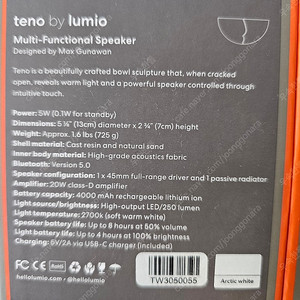 teno by lumio™
Multi-Functional Speaker
Designed by Max Gunawan
Teno is a beautifully crafted bowl sculpture that, when cracked
open, reveals warm light and a powerful speaker controlled through
intuitive touch.
Power: 5W (0.1W for standby)
Dimensions: 5 ⅛" (13cm) diameter x 2 ¾" (7cm) height
Weight: Approx. 1.6 lbs (725 g)
Shell material: Cast resin and natural sand
Inner body material: High-grade acoustics fabric
Bluetooth: Version 5.0
Speaker configuration: 1 x 45mm full-range driver and 1 passive radiator
Amplifier: 20W class-D amplifier
Battery capacity: 4000 mAh rechargeable lithium ion
Light source/brightness: High-output LED/250 lumen
Light temperature: 2700k (soft warm white)
Speaker battery life: Up to 8 hours at 50% volume
Light battery life: Up to 4 hours at 100% brightness
Charging: 5V/2A via USB-C charger (included)
FC CE RoHS
hellolumio.com | @hellolumio
TW3050055
Arctic white